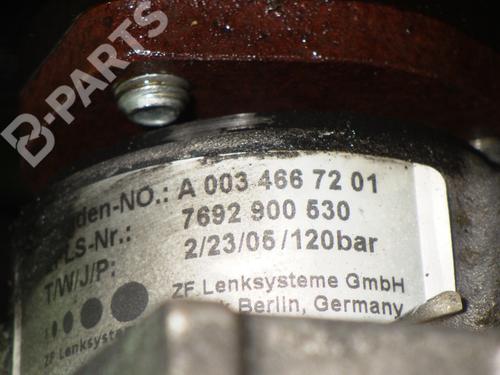 B-PARTS
den-NO.: A 003 466 72 01
LS-Nr.: 7692 900 530
T/W/J/P: 2/23/05/120bar
ZF Lenksysteme GmbH
Berlin, Germany
ZF Lenksysteme